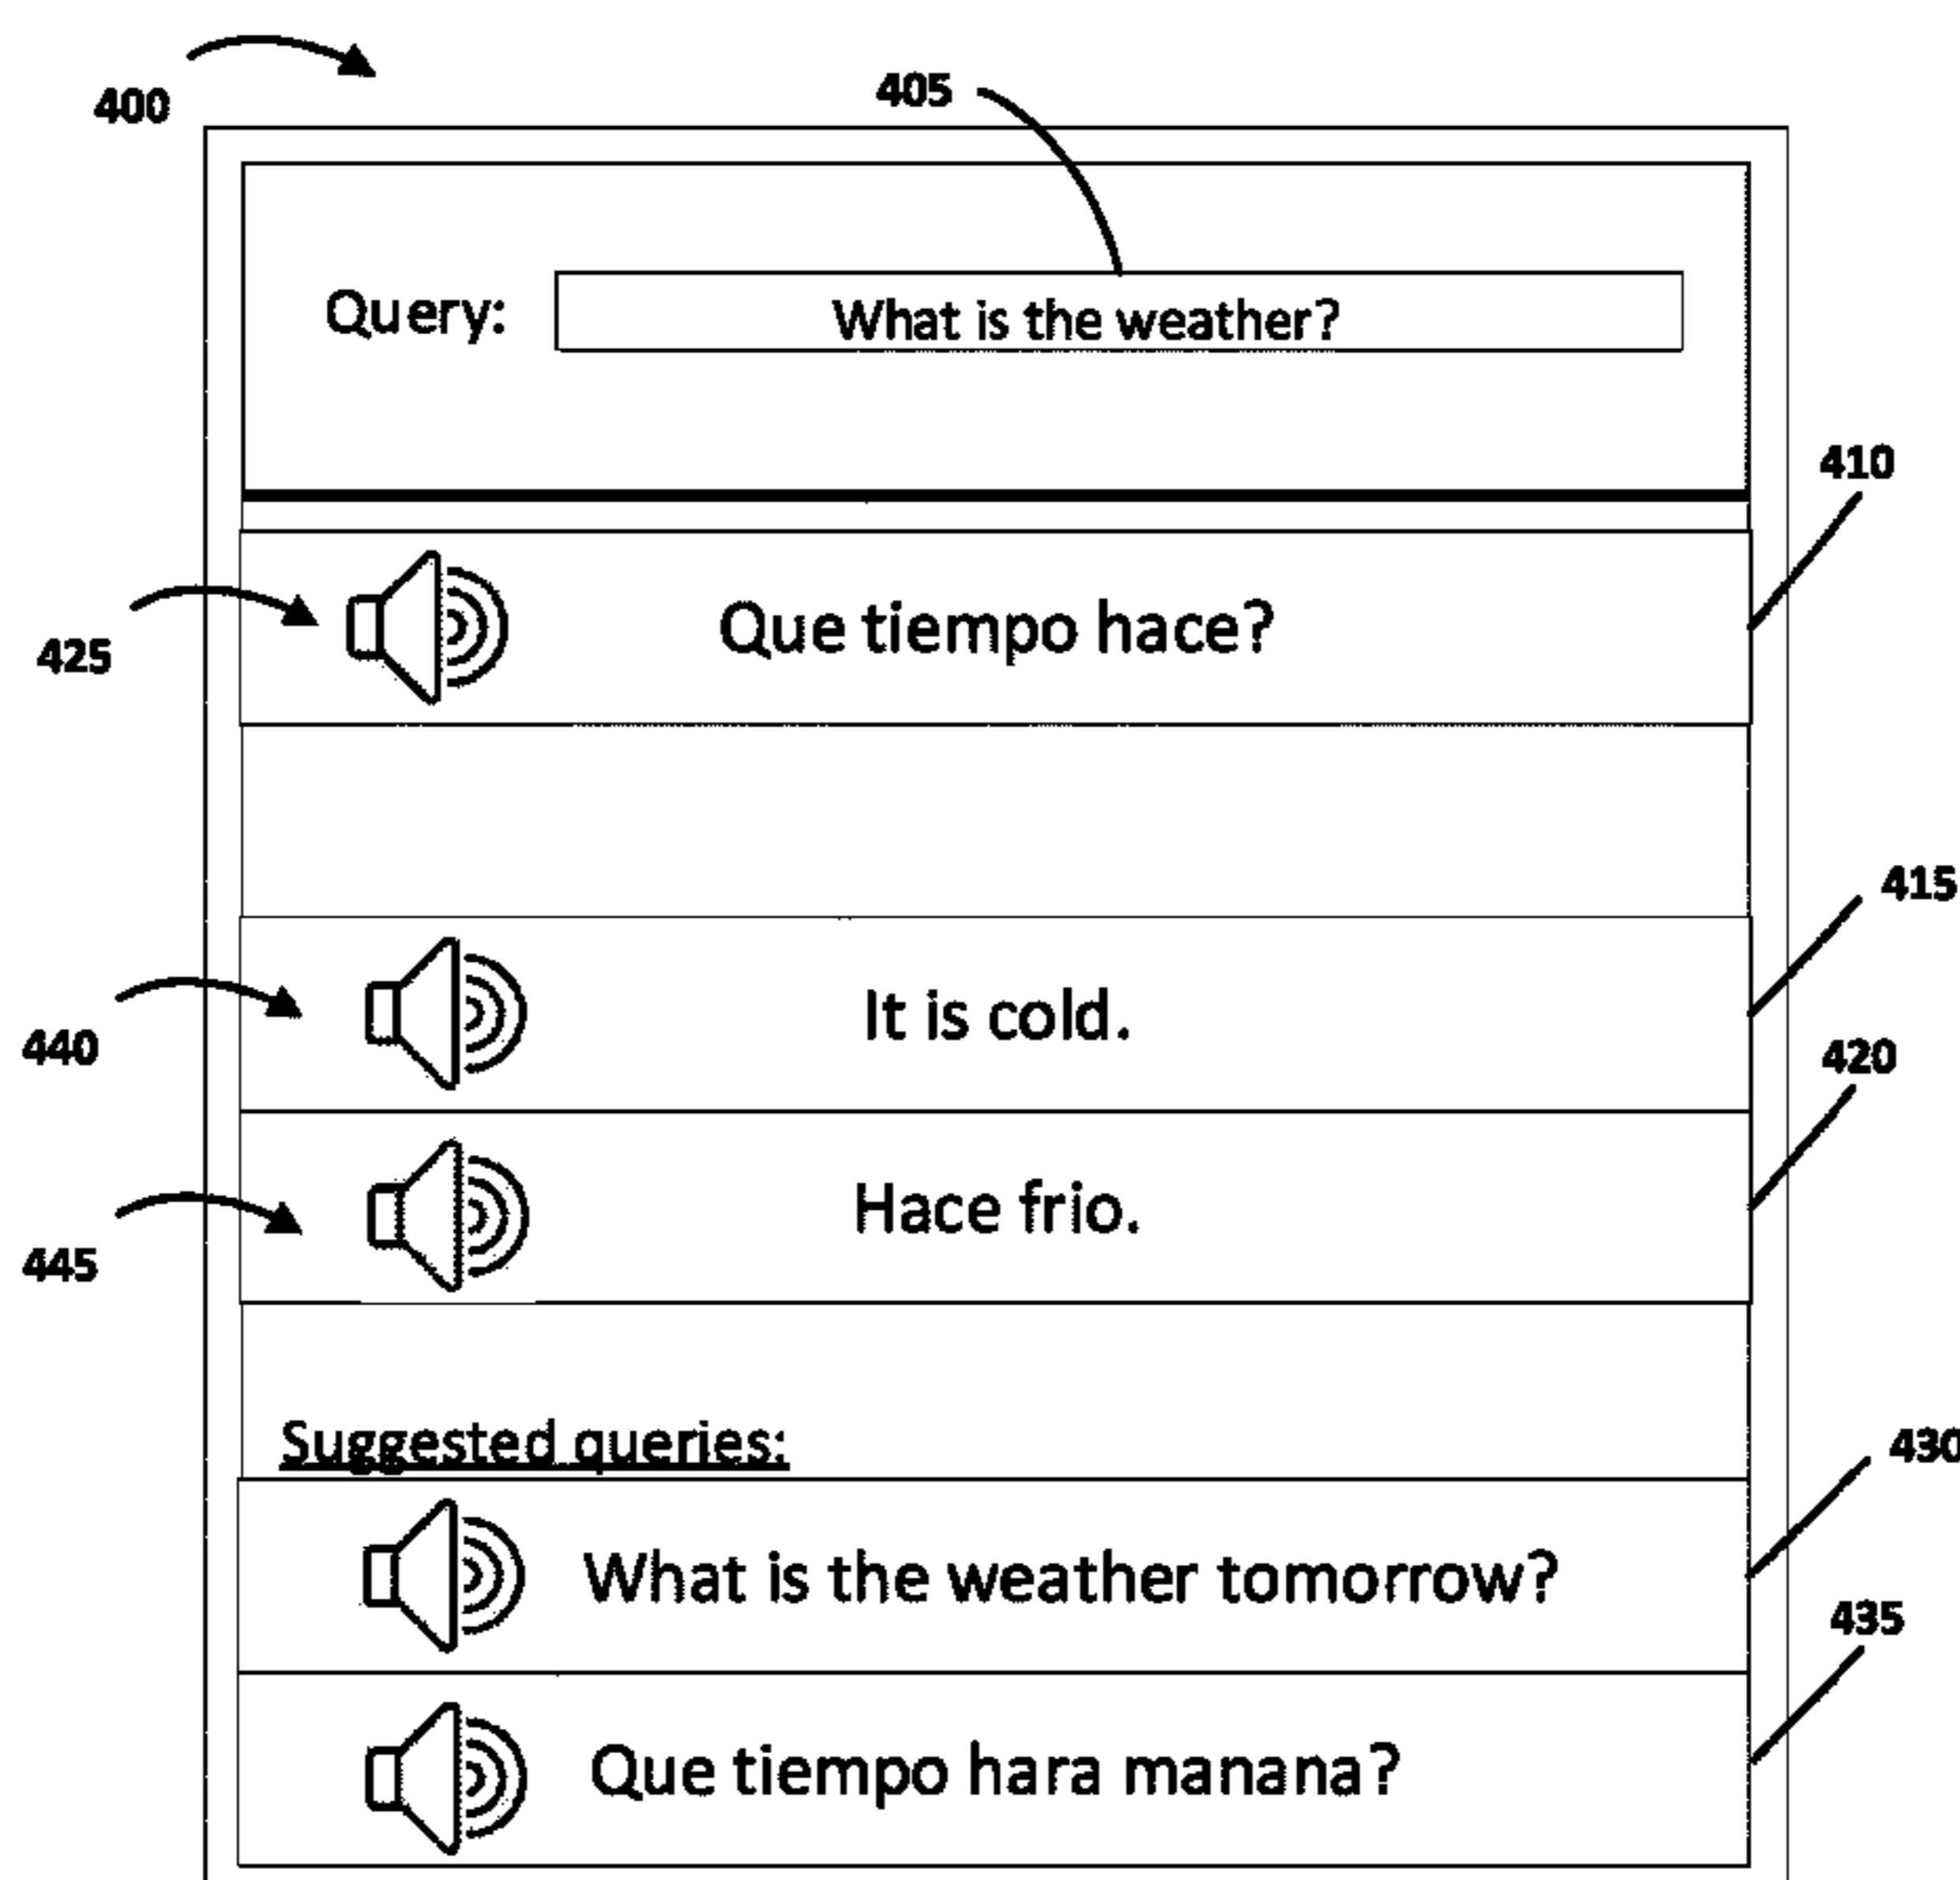 400
405
Query: What is the weather?
410
425
Que tiempo hace?
415
440
It is cold.
420
445
Hace frio.
Suggested queries:
430
What is the weather tomorrow?
435
Que tiempo hara manana?